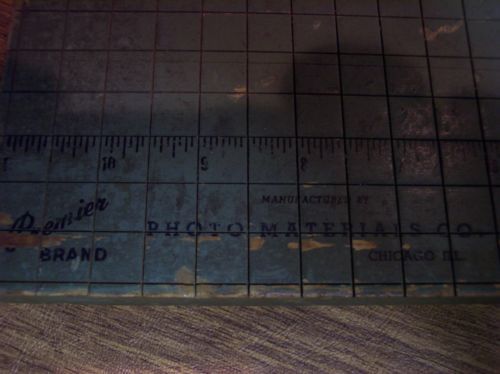 10 9 8
MANUFACTURED BY
Premier PHOTO MATERIALS CO.
BRAND CHICAGO ILL.